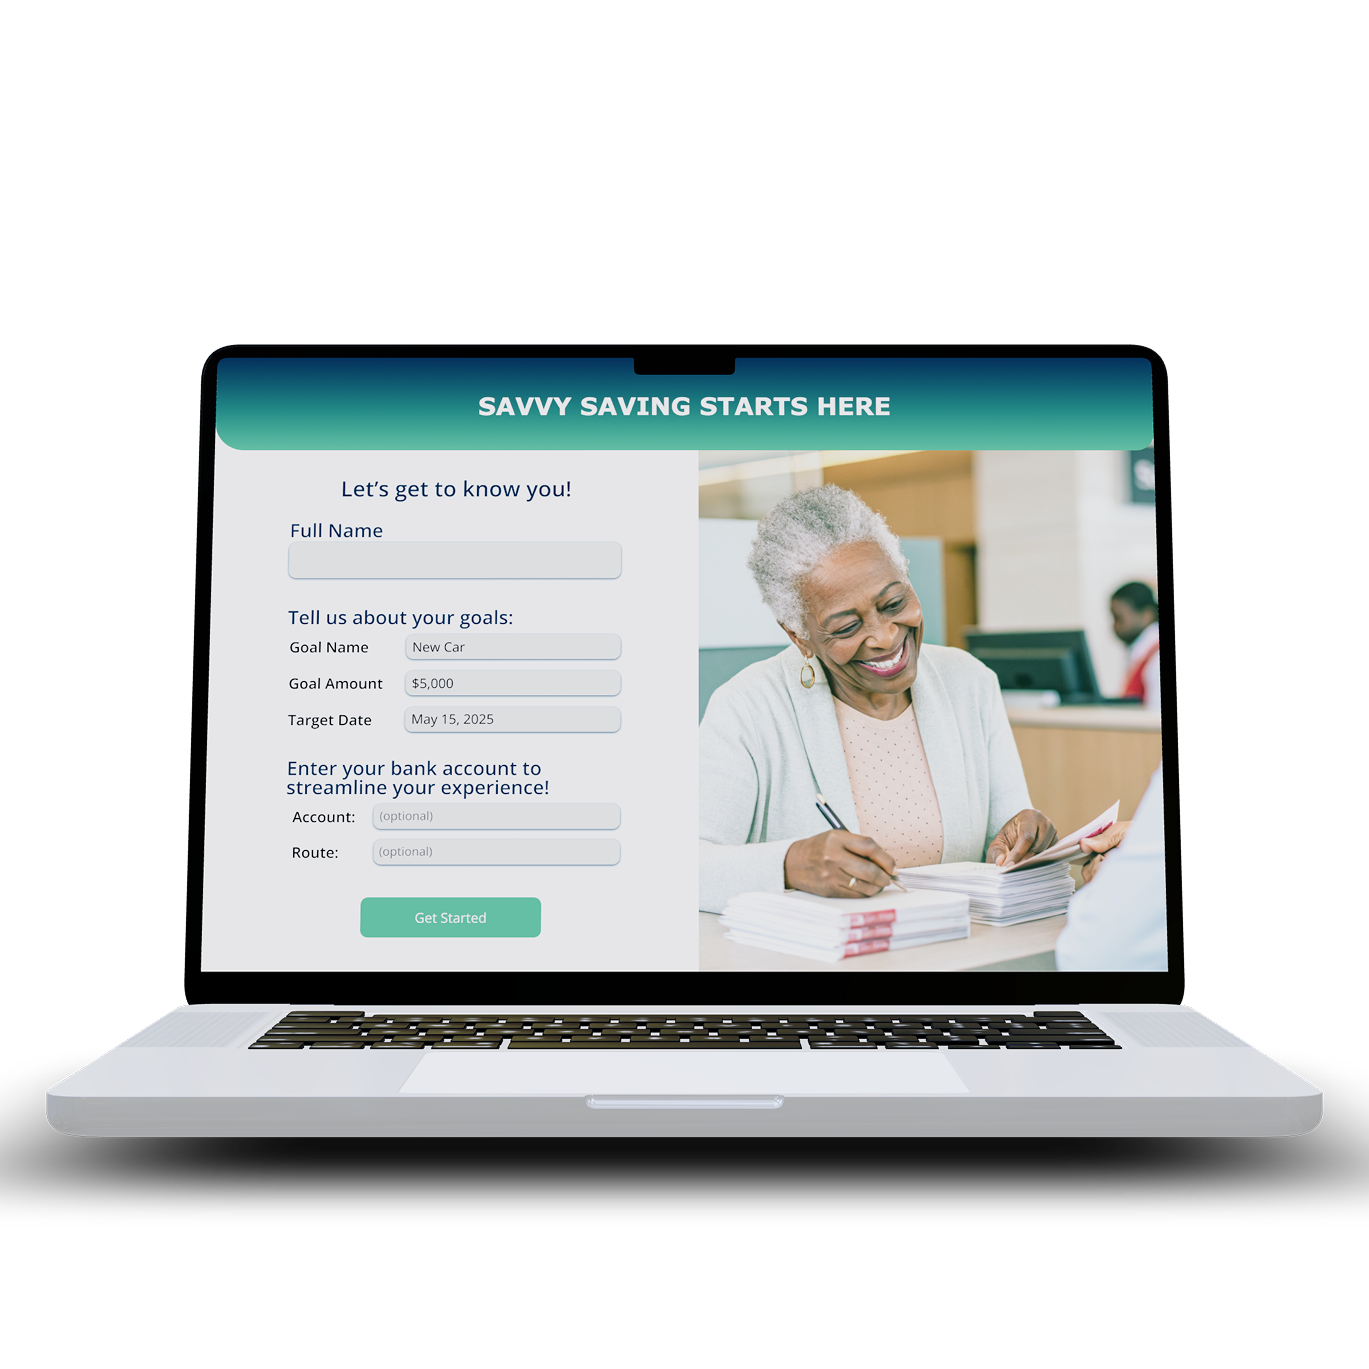 SAVVY SAVING STARTS HERE
Let's get to know you!
Full Name
Tell us about your goals:
Goal Name New Car
Goal Amount $5,000
Target Date May 15, 2025
Enter your bank account to
streamline your experience!
Account: (optional)
Route: (optional)
Get Started